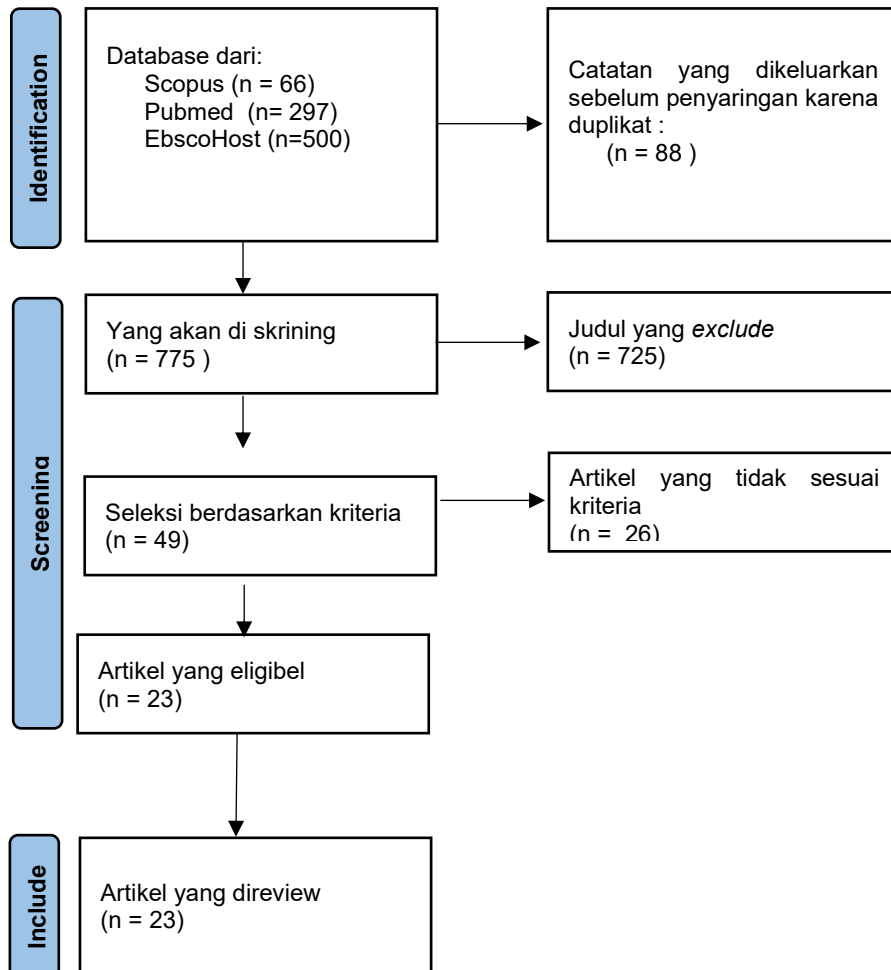 Identification
Database dari:
Scopus (n = 66)
Pubmed (n= 297)
EbscoHost (n=500)
Catatan yang dikeluarkan
sebelum penyaringan karena
duplikat :
(n = 88 )
Screening
Yang akan di skrining
(n = 775 )
Judul yang exclude
(n = 725)
Seleksi berdasarkan kriteria
(n = 49)
Artikel yang tidak sesuai
kriteria
(n = 26)
Artikel yang eligibel
(n = 23)
Include
Artikel yang direview
(n = 23)